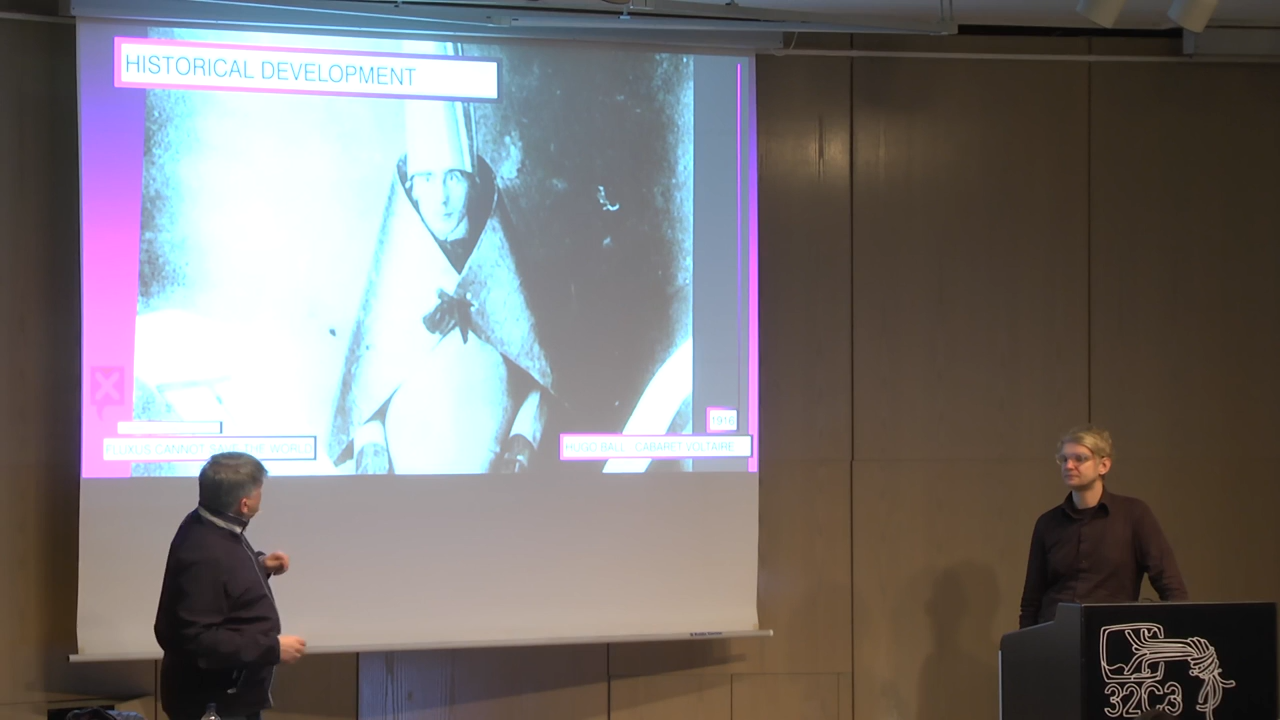 HISTORICAL DEVELOPMENT
1916
FLUXUS CANNOT SAVE THE WORLD
HUGO BALL: CABARET VOLTAIRE
32C3